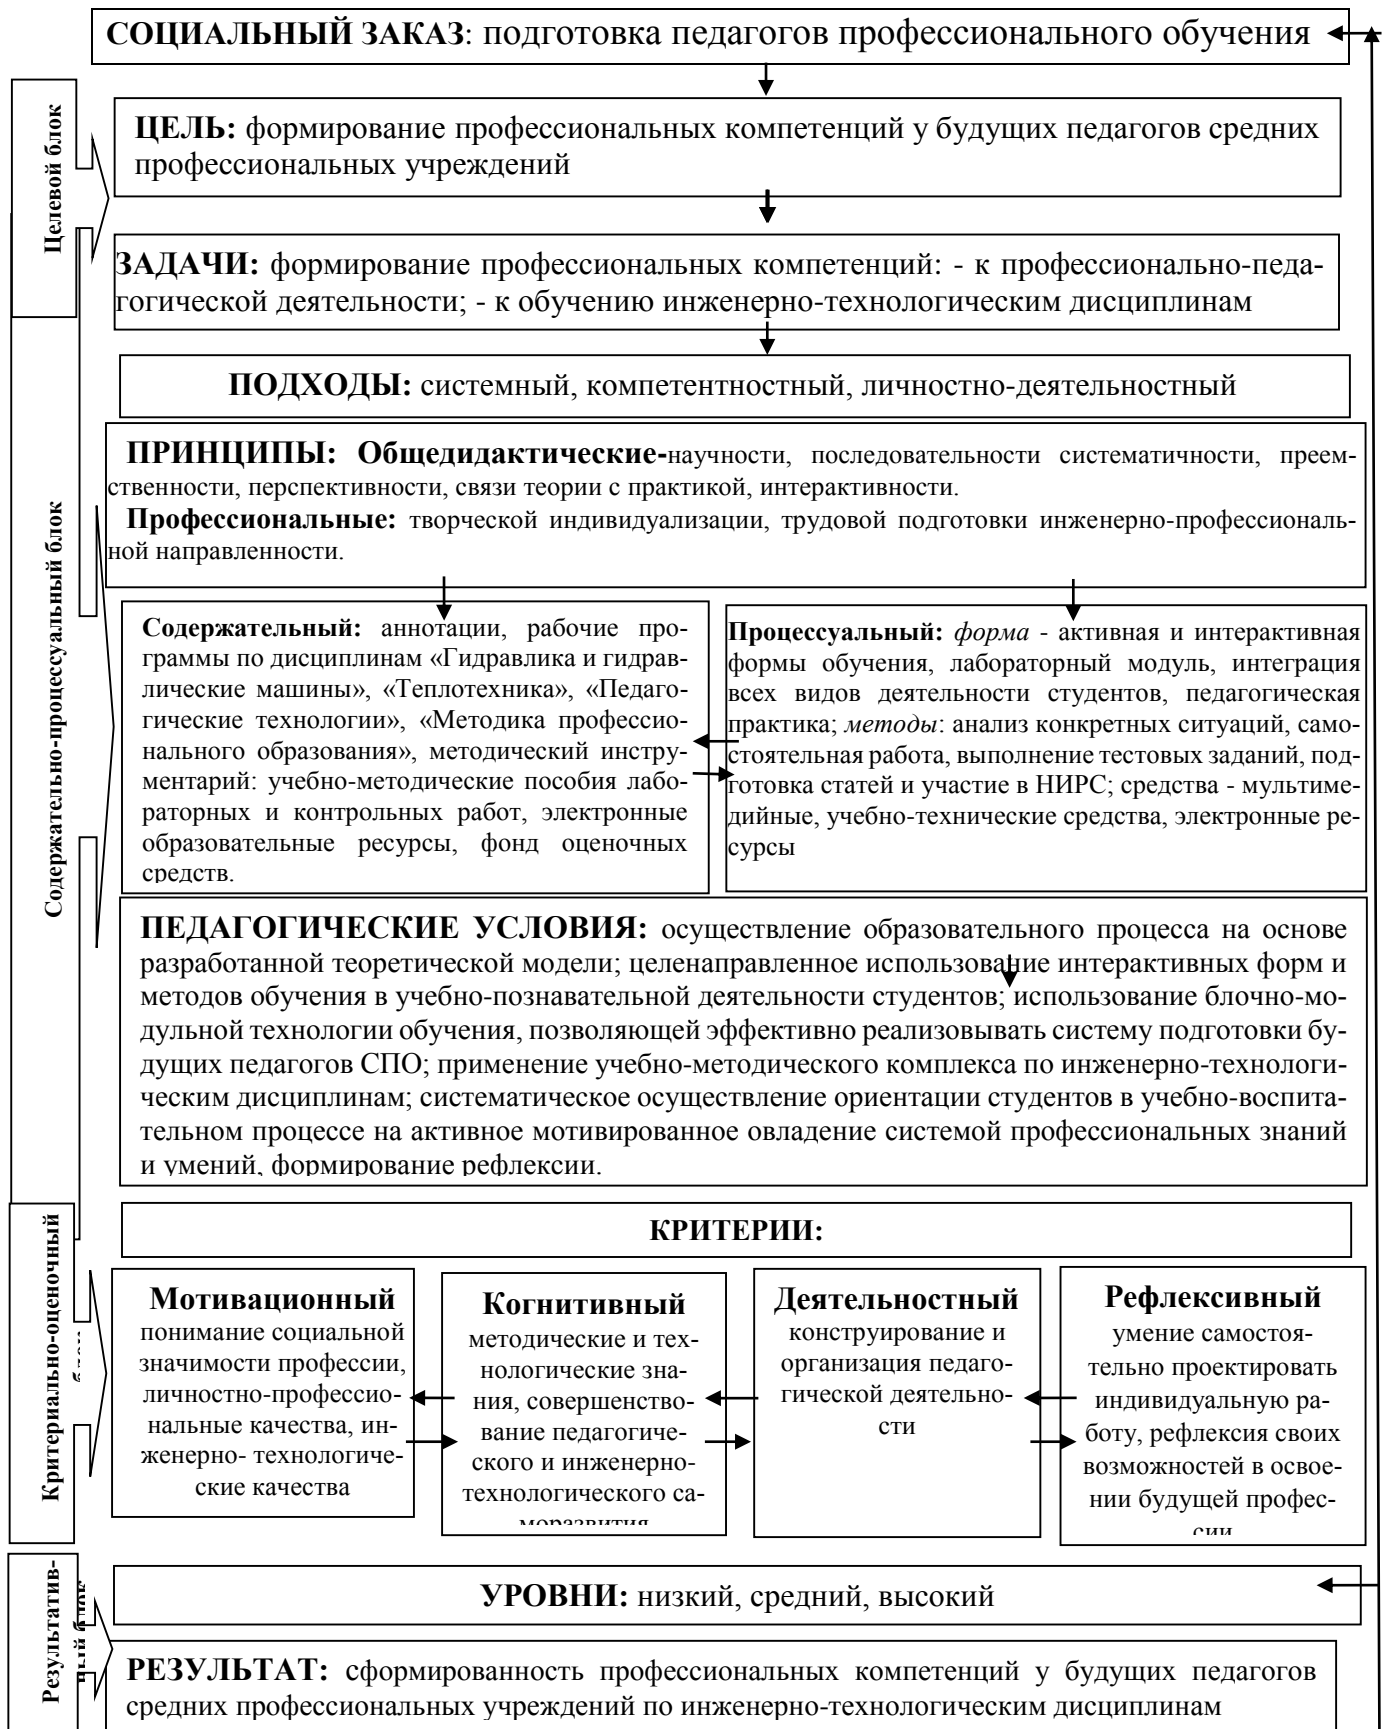 СОЦИАЛЬНЫЙ ЗАКАЗ: подготовка педагогов профессионального обучения
Целевой блок
ЦЕЛЬ: формирование профессиональных компетенций у будущих педагогов средних
профессиональных учреждений
ЗАДАЧИ: формирование профессиональных компетенций: - к профессионально-педа-
гогической деятельности; - к обучению инженерно-технологическим дисциплинам
Содержательно-процессуальный блок
ПОДХОДЫ: системный, компетентностный, личностно-деятельностный
ПРИНЦИПЫ: Общедидактические-научности, последовательности систематичности, преем-
ственности, перспективности, связи теории с практикой, интерактивности.
Профессиональные: творческой индивидуализации, трудовой подготовки инженерно-профессиональ-
ной направленности.
Содержательный: аннотации, рабочие про-
граммы по дисциплинам «Гидравлика и гидрав-
лические машины», «Теплотехника», «Педаго-
гические технологии», «Методика профессио-
нального образования», методический инстру-
ментарий: учебно-методические пособия лабо-
раторных и контрольных работ, электронные
образовательные ресурсы, фонд оценочных
средств.
Процессуальный: форма - активная и интерактивная
формы обучения, лабораторный модуль, интеграция
всех видов деятельности студентов, педагогическая
практика; методы: анализ конкретных ситуаций, само-
стоятельная работа, выполнение тестовых заданий, под-
готовка статей и участие в НИРС; средства - мультиме-
дийные, учебно-технические средства, электронные ре-
сурсы
ПЕДАГОГИЧЕСКИЕ УСЛОВИЯ: осуществление образовательного процесса на основе
разработанной теоретической модели; целенаправленное использование интерактивных форм и
методов обучения в учебно-познавательной деятельности студентов; использование блочно-мо-
дульной технологии обучения, позволяющей эффективно реализовывать систему подготовки бу-
дущих педагогов СПО; применение учебно-методического комплекса по инженерно-технологи-
ческим дисциплинам; систематическое осуществление ориентации студентов в учебно-воспита-
тельном процессе на активное мотивированное овладение системой профессиональных знаний
и умений, формирование рефлексии.
Критериально-оценочный
КРИТЕРИИ:
Мотивационный
понимание социальной
значимости профессии,
личностно-профессио-
нальные качества, ин-
женерно- технологиче-
ские качества
Когнитивный
методические и тех-
нологические зна-
ния, совершенство-
вание педагогиче-
ского и инженерно-
технологического са-
моразвития
Деятельностный
конструирование и
организация педаго-
гической деятельно-
сти
Рефлексивный
умение самостоя-
тельно проектировать
индивидуальную ра-
боту, рефлексия своих
возможностей в освое-
нии будущей профес-
сии
Результатив-
ный блок
УРОВНИ: низкий, средний, высокий
РЕЗУЛЬТАТ: сформированность профессиональных компетенций у будущих педагогов
средних профессиональных учреждений по инженерно-технологическим дисциплинам